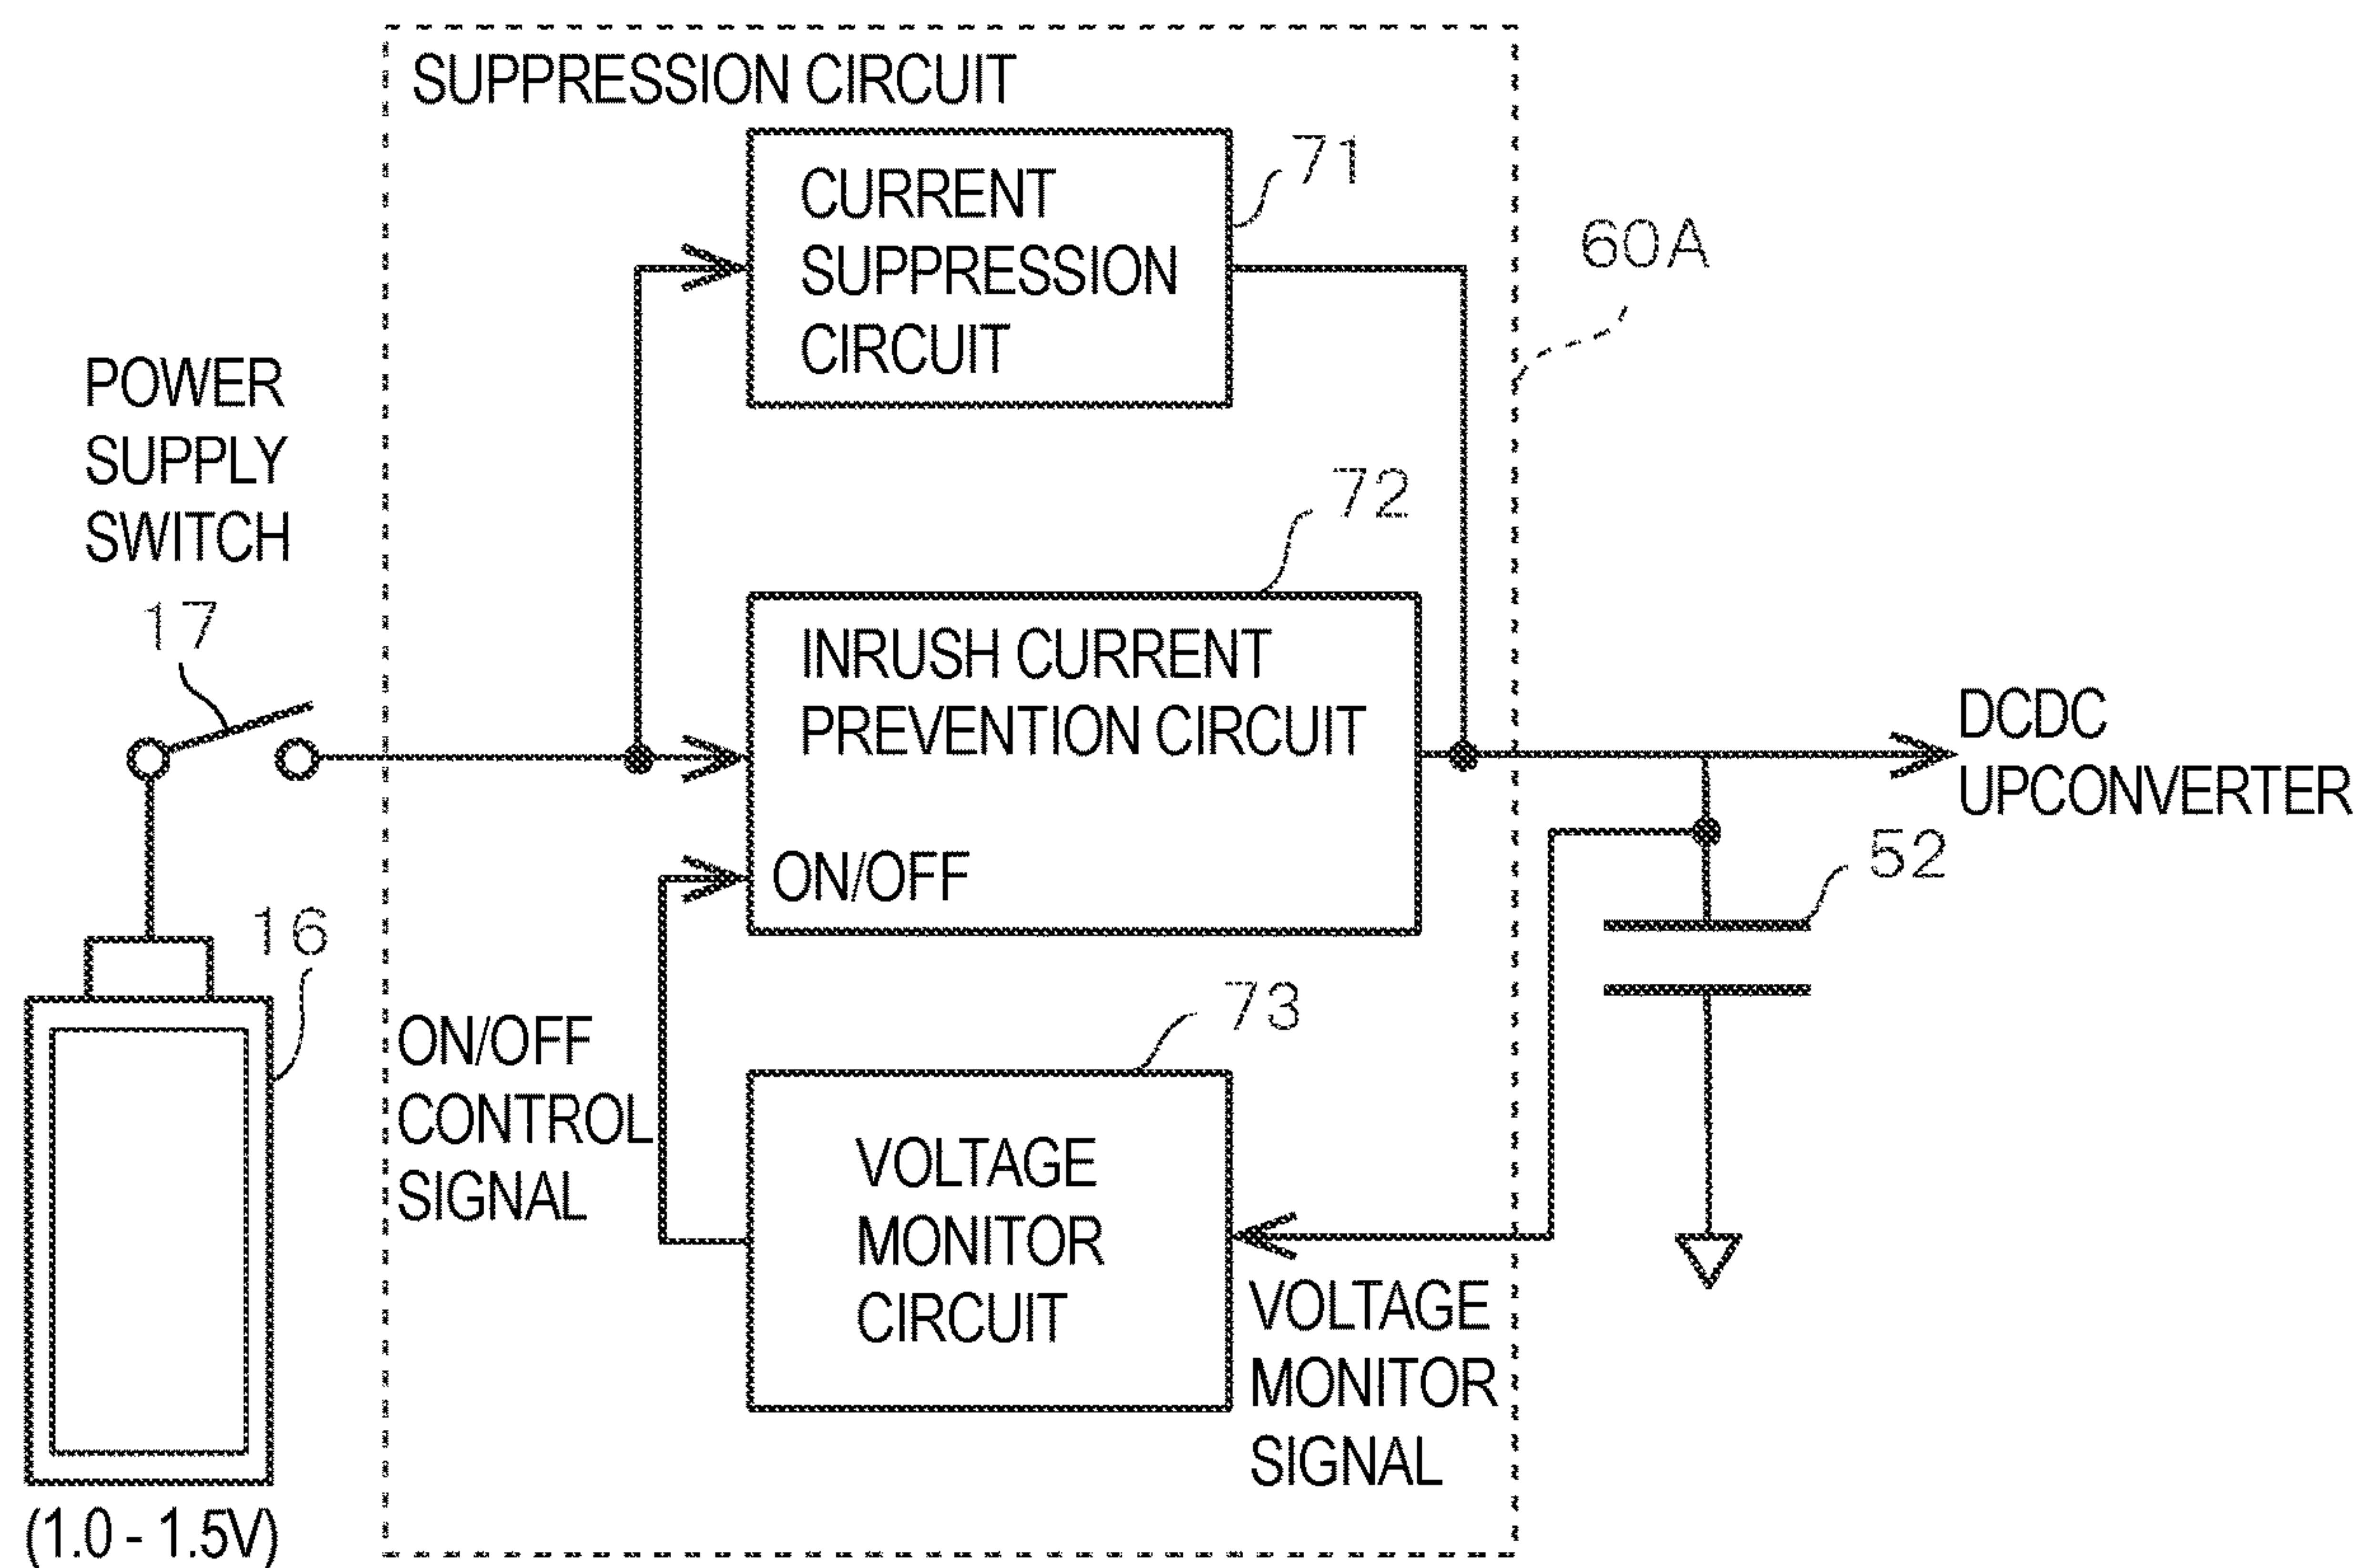 SUPPRESSION CIRCUIT
71
CURRENT
SUPPRESSION
CIRCUIT
60A
POWER
SUPPLY
SWITCH
17
72
INRUSH CURRENT
PREVENTION CIRCUIT
ON/OFF
DCDC
UPCONVERTER
52
16
(1.0 - 1.5V)
ON/OFF
CONTROL
SIGNAL
73
VOLTAGE
MONITOR
CIRCUIT
VOLTAGE
MONITOR
SIGNAL